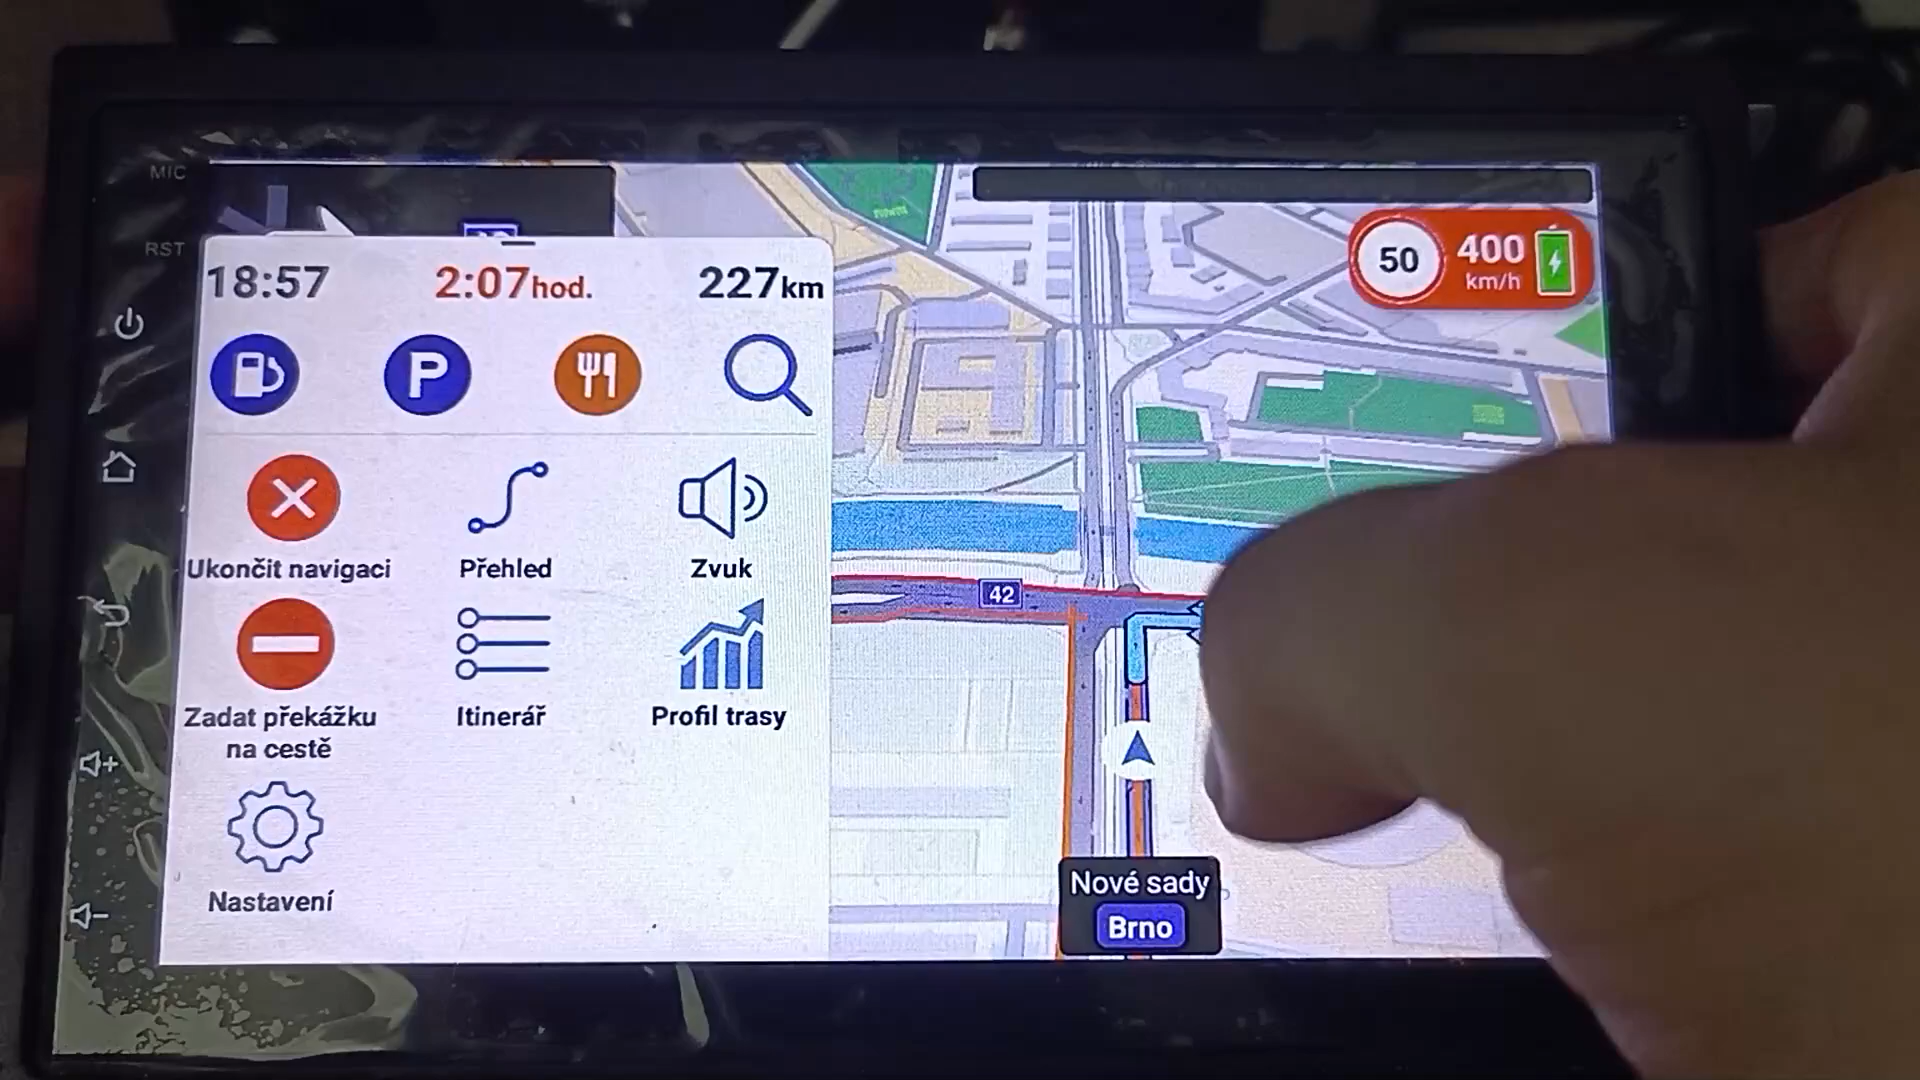 MIC
RST
18:57
2:07hod.
227km
50
400
km/h
P
Ukončit navigaci
Přehled
Zvuk
42
Zadat překážku
na cestě
Itinerář
Profil trasy
Nastavení
Nové sady
Brno